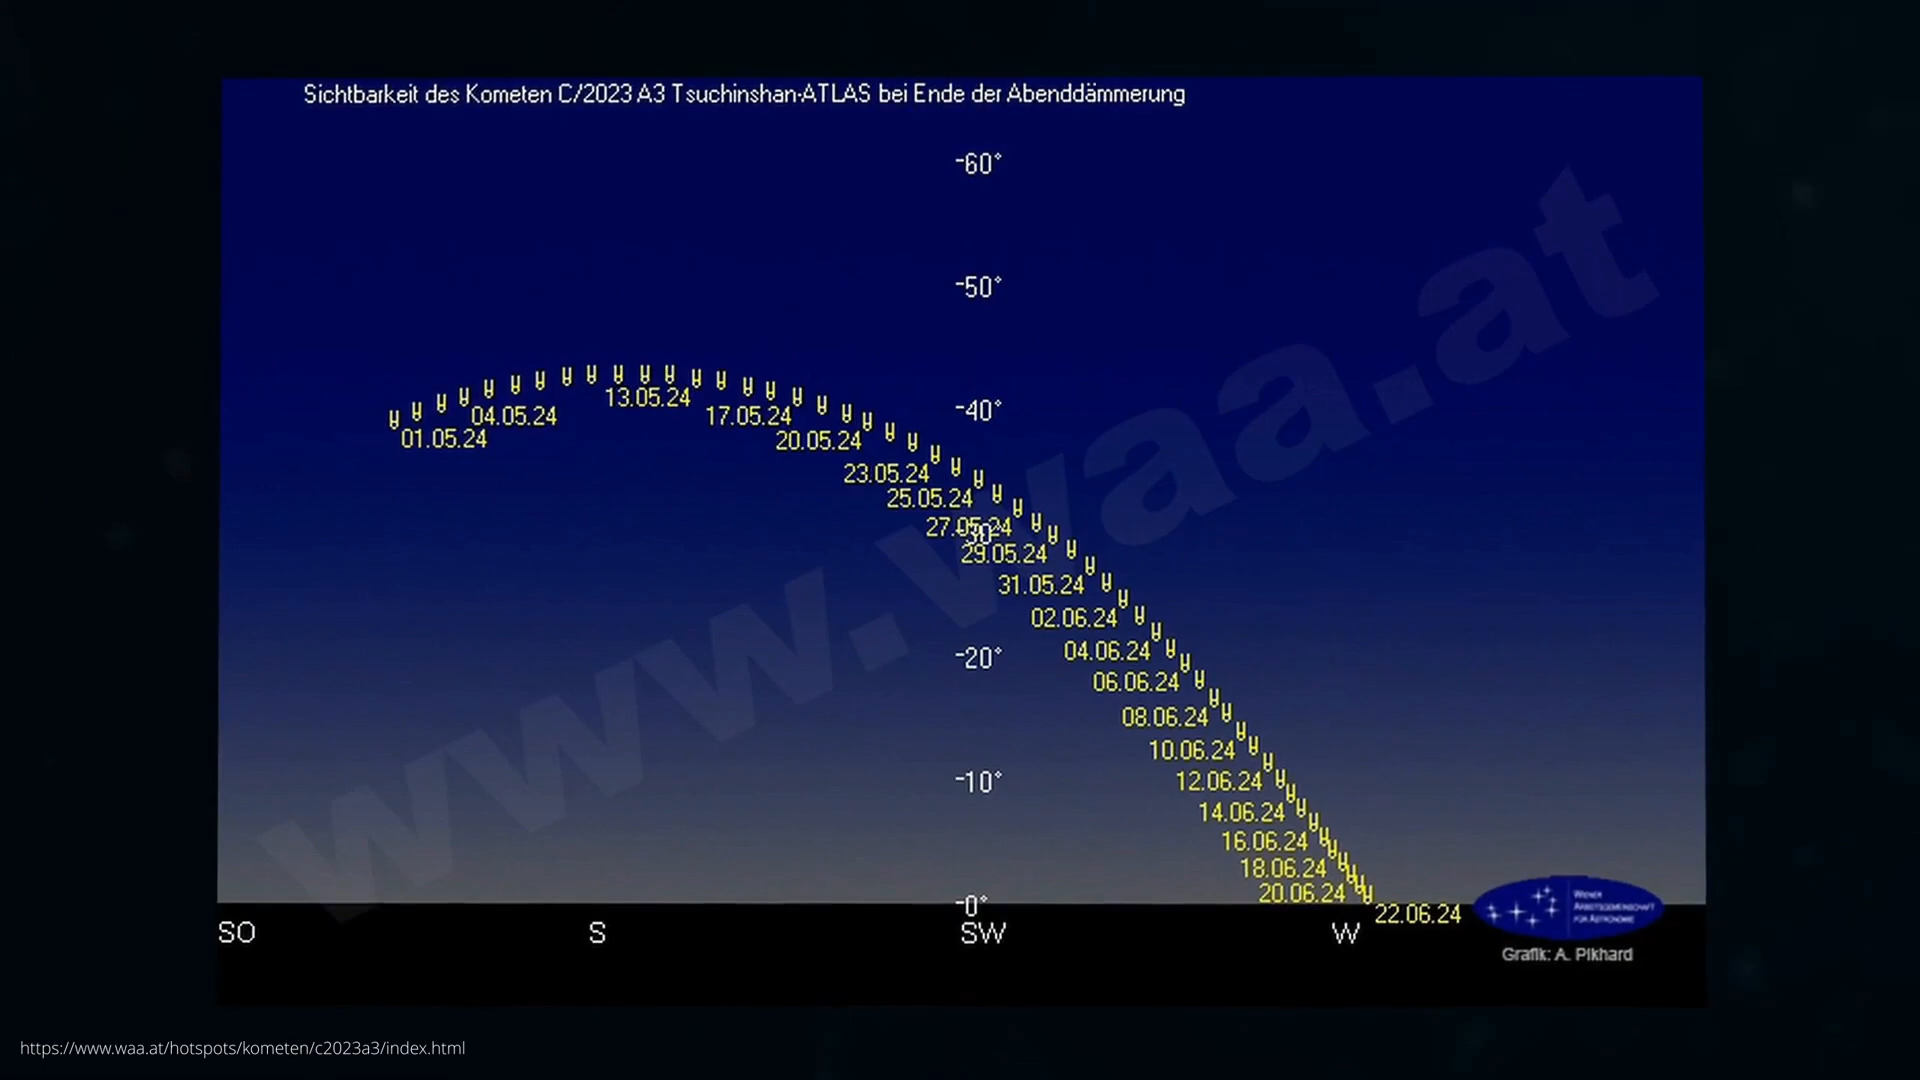 Sichtbarkeit des Kometen C/2023 A3 Tsuchinshan-ATLAS bei Ende der Abenddämmerung
-60°
-50°
-40°
-30°
-20°
-10°
-0°
01.05.24
04.05.24
13.05.24
17.05.24
20.05.24
23.05.24
25.05.24
27.05.24
29.05.24
31.05.24
02.06.24
04.06.24
06.06.24
08.06.24
10.06.24
12.06.24
14.06.24
16.06.24
18.06.24
20.06.24
22.06.24
SO
S
SW
W
www.waa.at
WIENER
ARBEITSGEMEINSCHAFT
FÜR ASTRONOMIE
Grafik: A. Pikhard
https://www.waa.at/hotspots/kometen/c2023a3/index.html